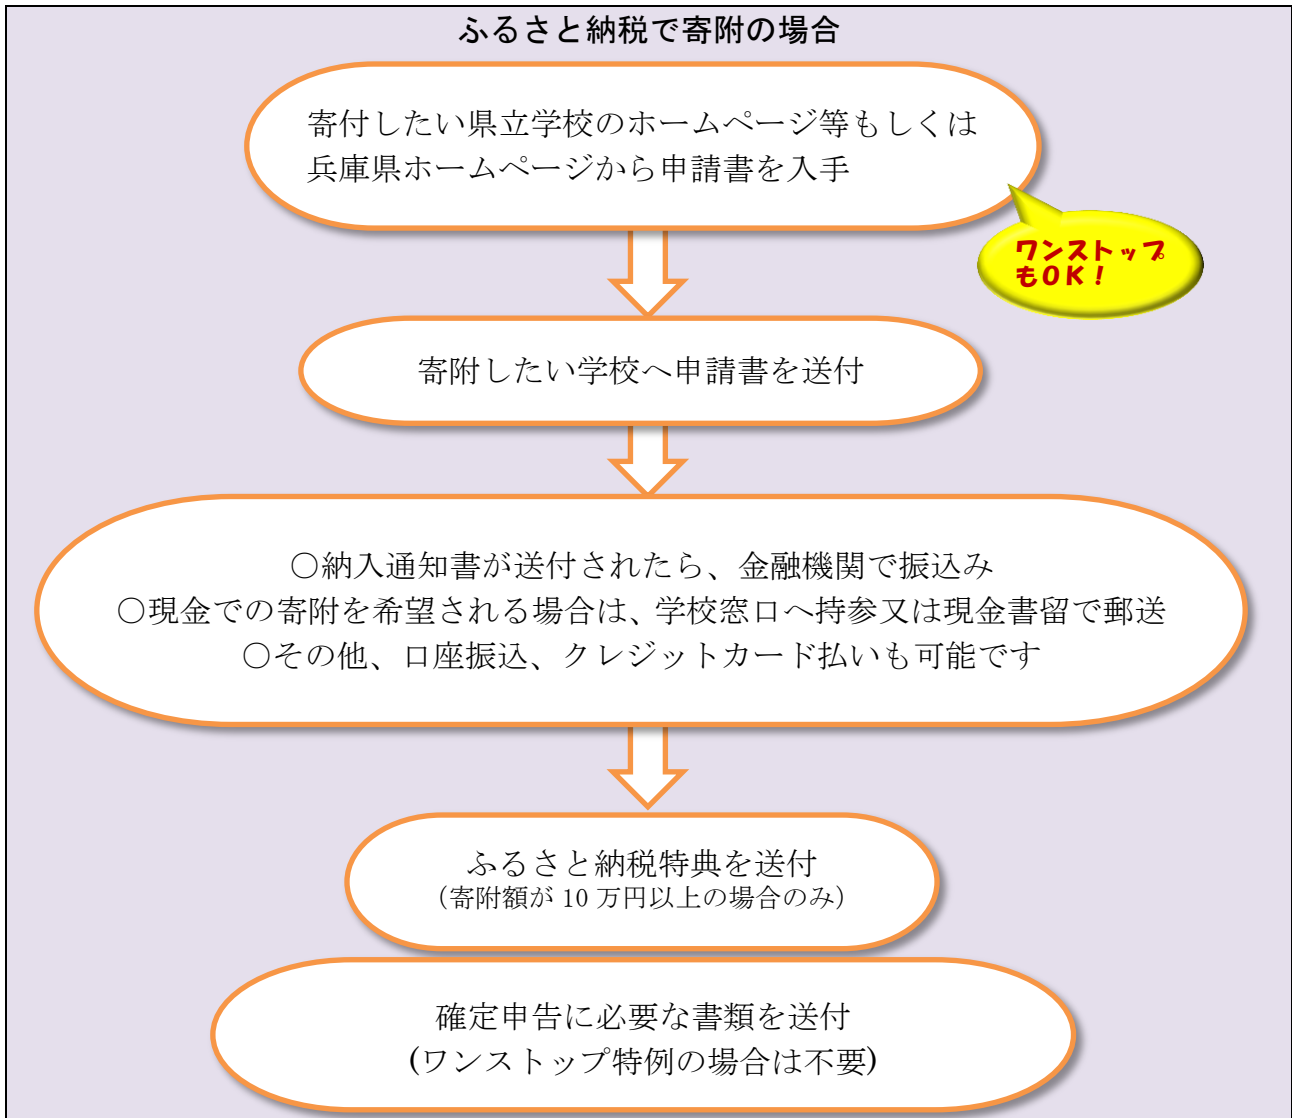 ふるさと納税で寄附の場合
寄付したい県立学校のホームページ等もしくは
兵庫県ホームページから申請書を入手
ワンストップ
もOK！
寄附したい学校へ申請書を送付
○納入通知書が送付されたら、金融機関で振込み
○現金での寄附を希望される場合は、学校窓口へ持参又は現金書留で郵送
○その他、口座振込、クレジットカード払いも可能です
ふるさと納税特典を送付
（寄附額が 10 万円以上の場合のみ）
確定申告に必要な書類を送付
(ワンストップ特例の場合は不要)